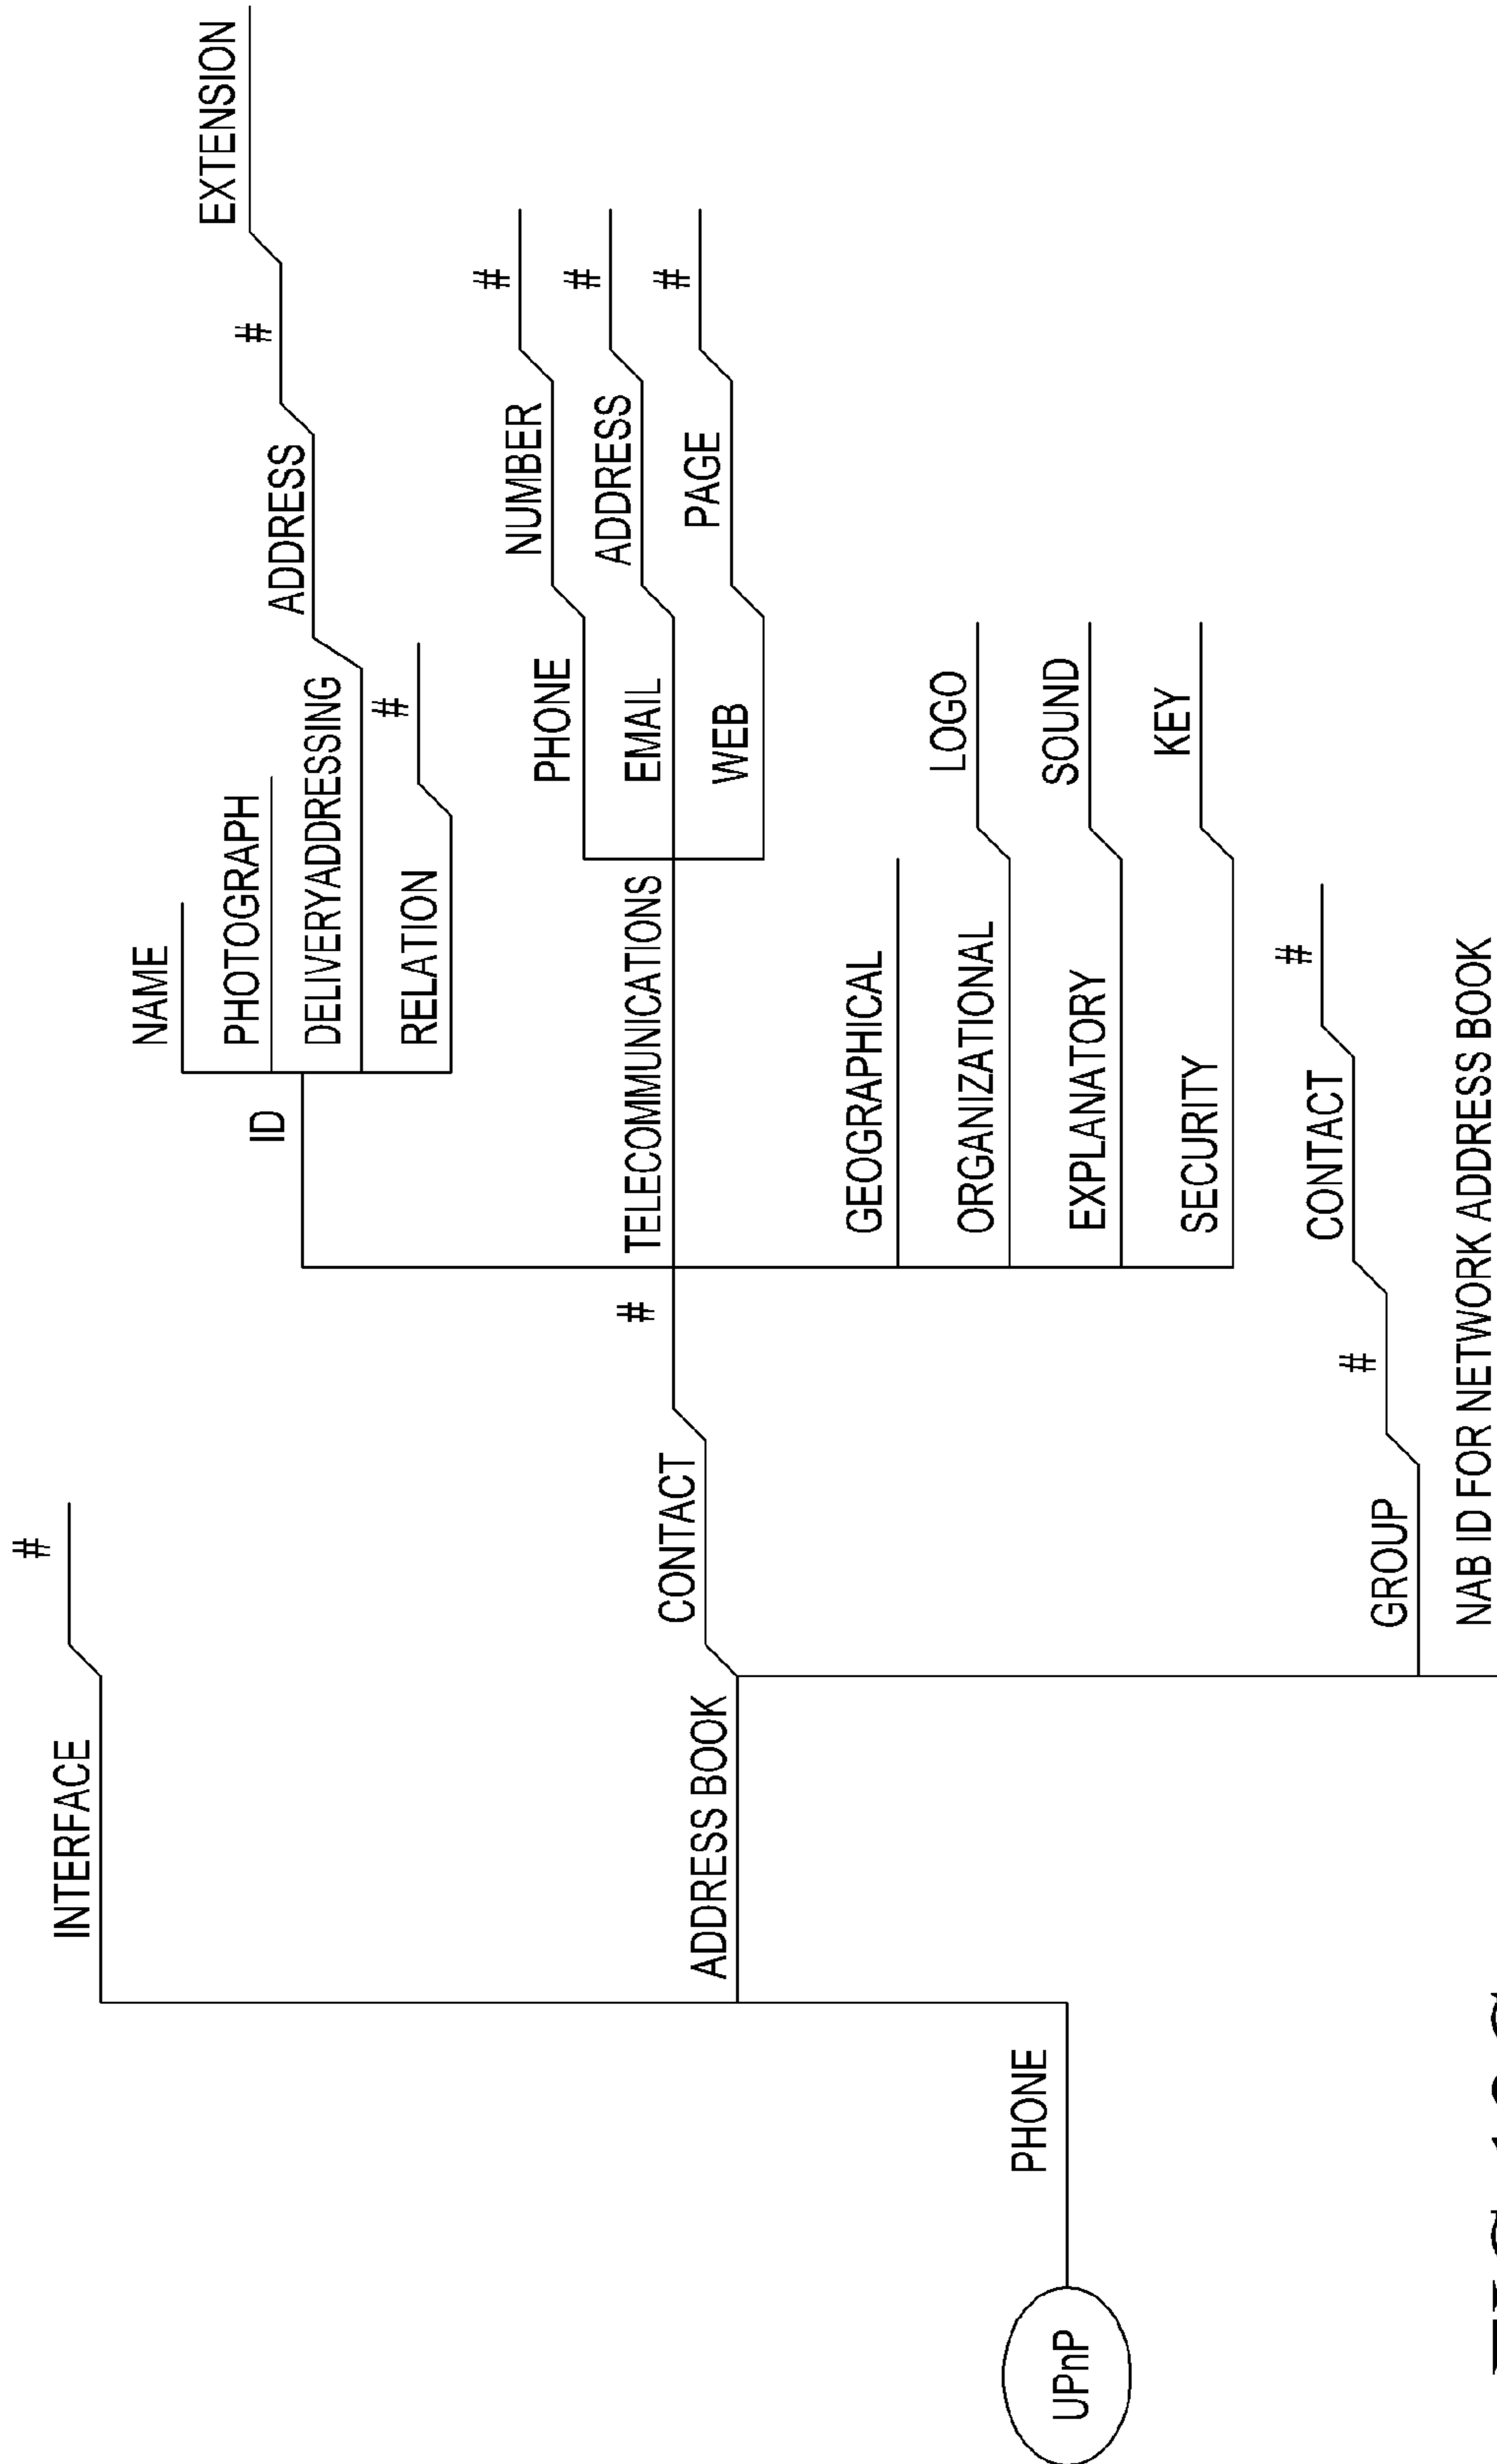 UPnP
PHONE
INTERFACE
#
ADDRESS BOOK
CONTACT
#
ID
NAME
PHOTOGRAPH
DELIVERYADDRESSING
ADDRESS
#
EXTENSION
RELATION
#
TELECOMMUNICATIONS
PHONE
NUMBER
#
EMAIL
ADDRESS
#
WEB
PAGE
#
GEOGRAPHICAL
ORGANIZATIONAL
LOGO
EXPLANATORY
SOUND
SECURITY
KEY
GROUP
#
CONTACT
#
NAB ID FOR NETWORK ADDRESS BOOK